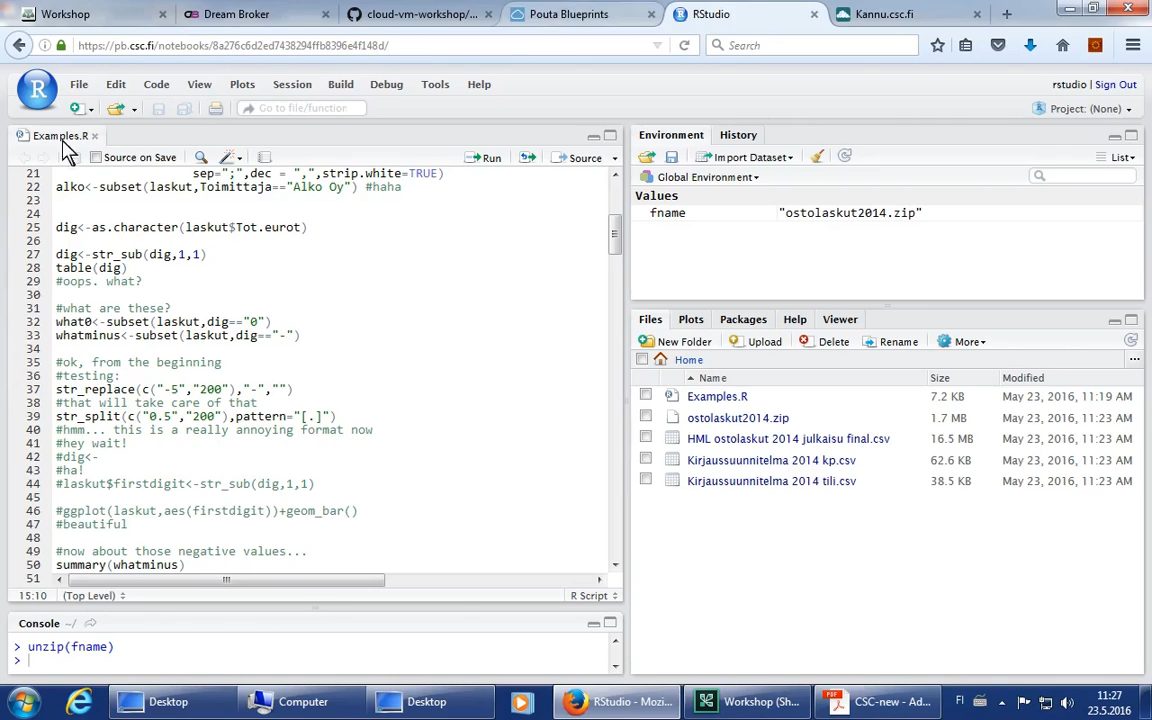 Workshop
Dream Broker
cloud-vm-workshop/...
Pouta Blueprints
RStudio
Kannu.csc.fi
https://pb.csc.fi/notebooks/8a276c6d2ed7438294ffb8396e4f148d/
Search
R
File Edit Code View Plots Session Build Debug Tools Help
rstudio Sign Out
Go to file/function
Project: (None)
Examples.R
Source on Save
Run
Source
21 sep=";",dec = ",",strip.white=TRUE)
22 alko<-subset(laskut,Toimittaja=="Alko Oy") #haha
23
24
25 dig<-as.character(laskut$Tot.eurot)
26
27 dig<-str_sub(dig,1,1)
28 table(dig)
29 #oops. what?
30
31 #what are these?
32 what0<-subset(laskut,dig=="0")
33 whatminus<-subset(laskut,dig=="-")
34
35 #ok, from the beginning
36 #testing:
37 str_replace(c("-5","200"),"-","")
38 #that will take care of that
39 str_split(c("0.5","200"),pattern="[.]")
40 #hmm... this is a really annoying format now
41 #hey wait!
42 #dig<-
43 #ha!
44 #laskut$firstdigit<-str_sub(dig,1,1)
45
46 #ggplot(laskut,aes(firstdigit))+geom_bar()
47 #beautiful
48
49 #now about those negative values...
50 summary(whatminus)
51
15:10 (Top Level) R Script
Console ~/
> unzip(fname)
>
Environment History
Import Dataset
List
Global Environment
Values
fname "ostolaskut2014.zip"
Files Plots Packages Help Viewer
New Folder Upload Delete Rename More
Home
Name Size Modified
Examples.R 7.2 KB May 23, 2016, 11:19 AM
ostolaskut2014.zip 1.7 MB May 23, 2016, 11:23 AM
HML ostolaskut 2014 julkaisu final.csv 16.5 MB May 23, 2016, 11:23 AM
Kirjaussuunnitelma 2014 kp.csv 62.6 KB May 23, 2016, 11:23 AM
Kirjaussuunnitelma 2014 tili.csv 38.5 KB May 23, 2016, 11:23 AM
Desktop
Computer
Desktop
RStudio - Mozi...
Workshop (Sh...
CSC-new - Ad...
FI
11:27
23.5.2016